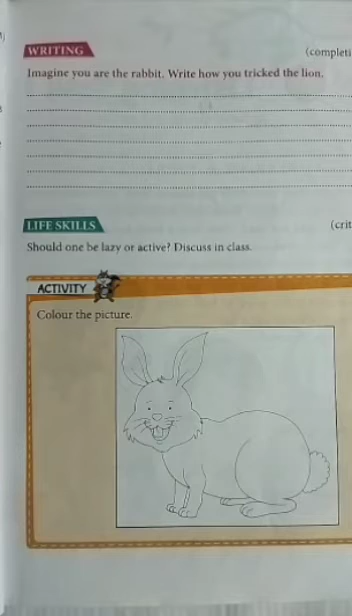 WRITING
(completi
Imagine you are the rabbit. Write how you tricked the lion.
LIFE SKILLS
(crit
Should one be lazy or active? Discuss in class.
ACTIVITY
Colour the picture.